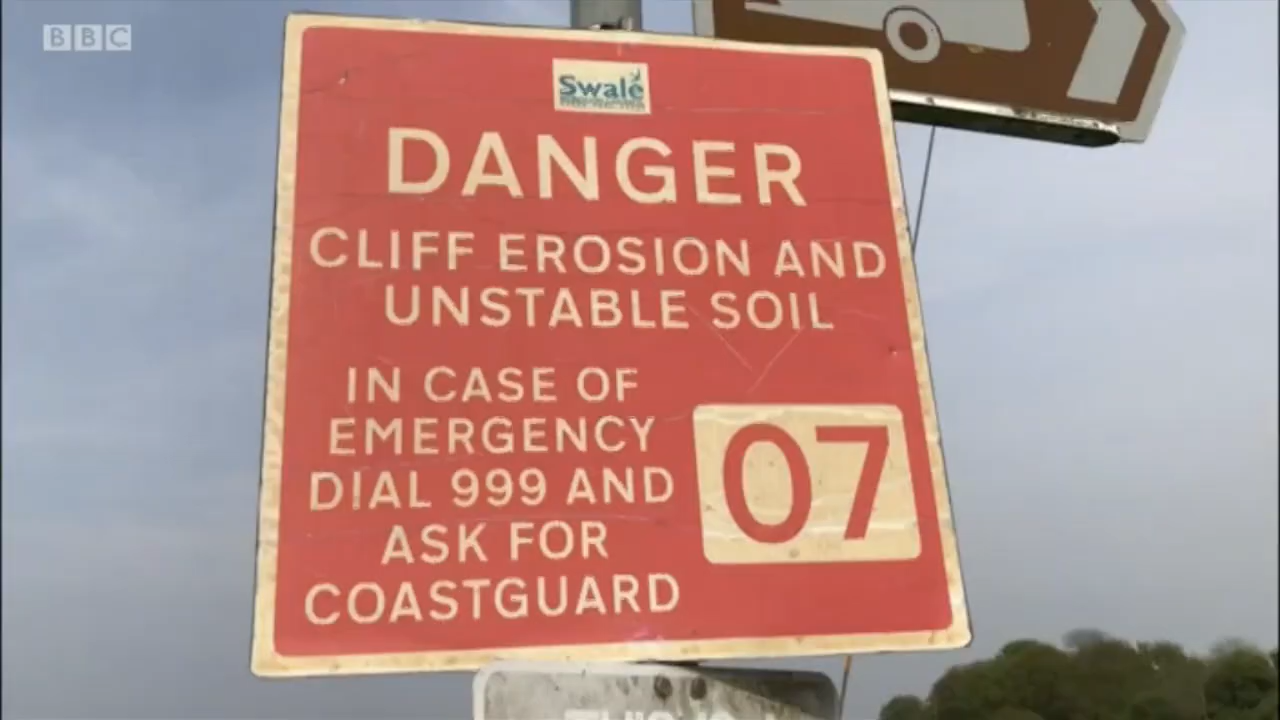 BBC
Swale
DANGER
CLIFF EROSION AND
UNSTABLE SOIL
IN CASE OF
EMERGENCY
DIAL 999 AND
ASK FOR
COASTGUARD
07